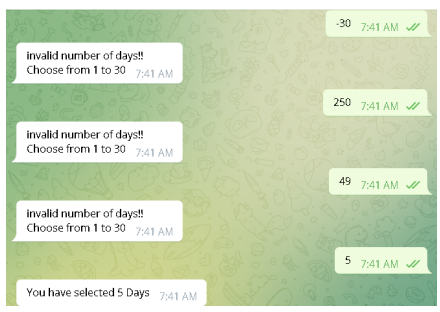 -30 7:41 AM
invalid number of days!!
Choose from 1 to 30 7:41 AM
250 7:41 AM
invalid number of days!!
Choose from 1 to 30 7:41 AM
49 7:41 AM
invalid number of days!!
Choose from 1 to 30 7:41 AM
5 7:41 AM
You have selected 5 Days 7:41 AM